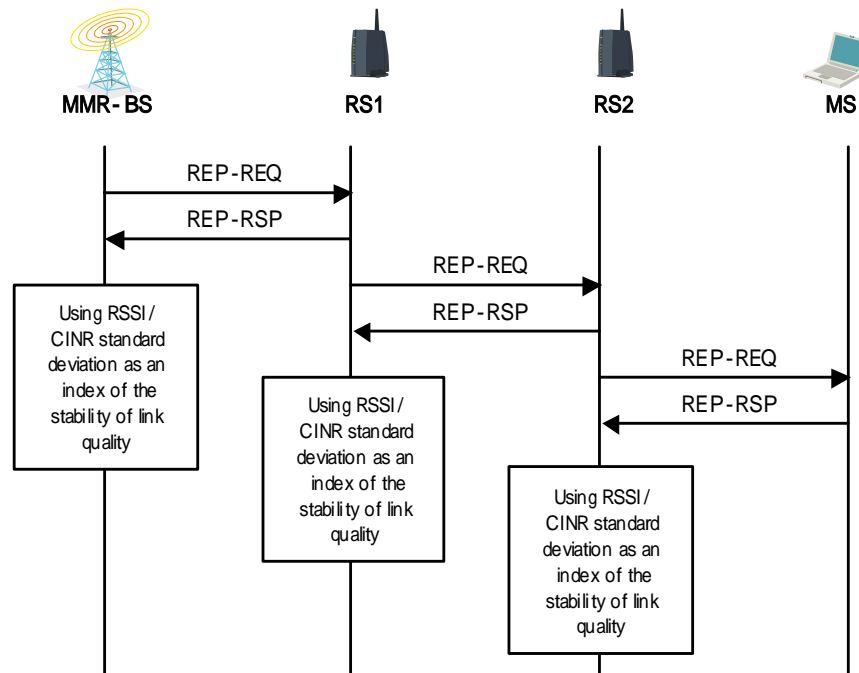 MMR-BS
RS1
RS2
MS
REP-REQ
REP-RSP
REP-REQ
REP-RSP
REP-REQ
REP-RSP
Using RSSI/
CINR standard
deviation as an
index of the
stability of link
quality
Using RSSI/
CINR standard
deviation as an
index of the
stability of link
quality
Using RSSI/
CINR standard
deviation as an
index of the
stability of link
quality